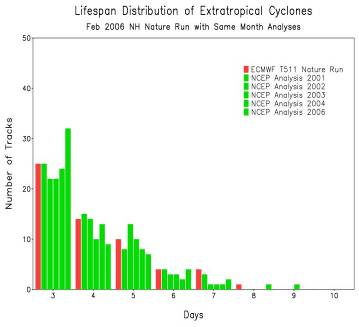 Lifespan Distribution of Extratropical Cyclones
Feb 2006 NH Nature Run with Same Month Analyses
50
40
30
20
10
0
Number of Tracks
ECMWF T511 Nature Run
NCEP Analysis 2001
NCEP Analysis 2002
NCEP Analysis 2003
NCEP Analysis 2004
NCEP Analysis 2006
3 4 5 6 7 8 9 10
Days